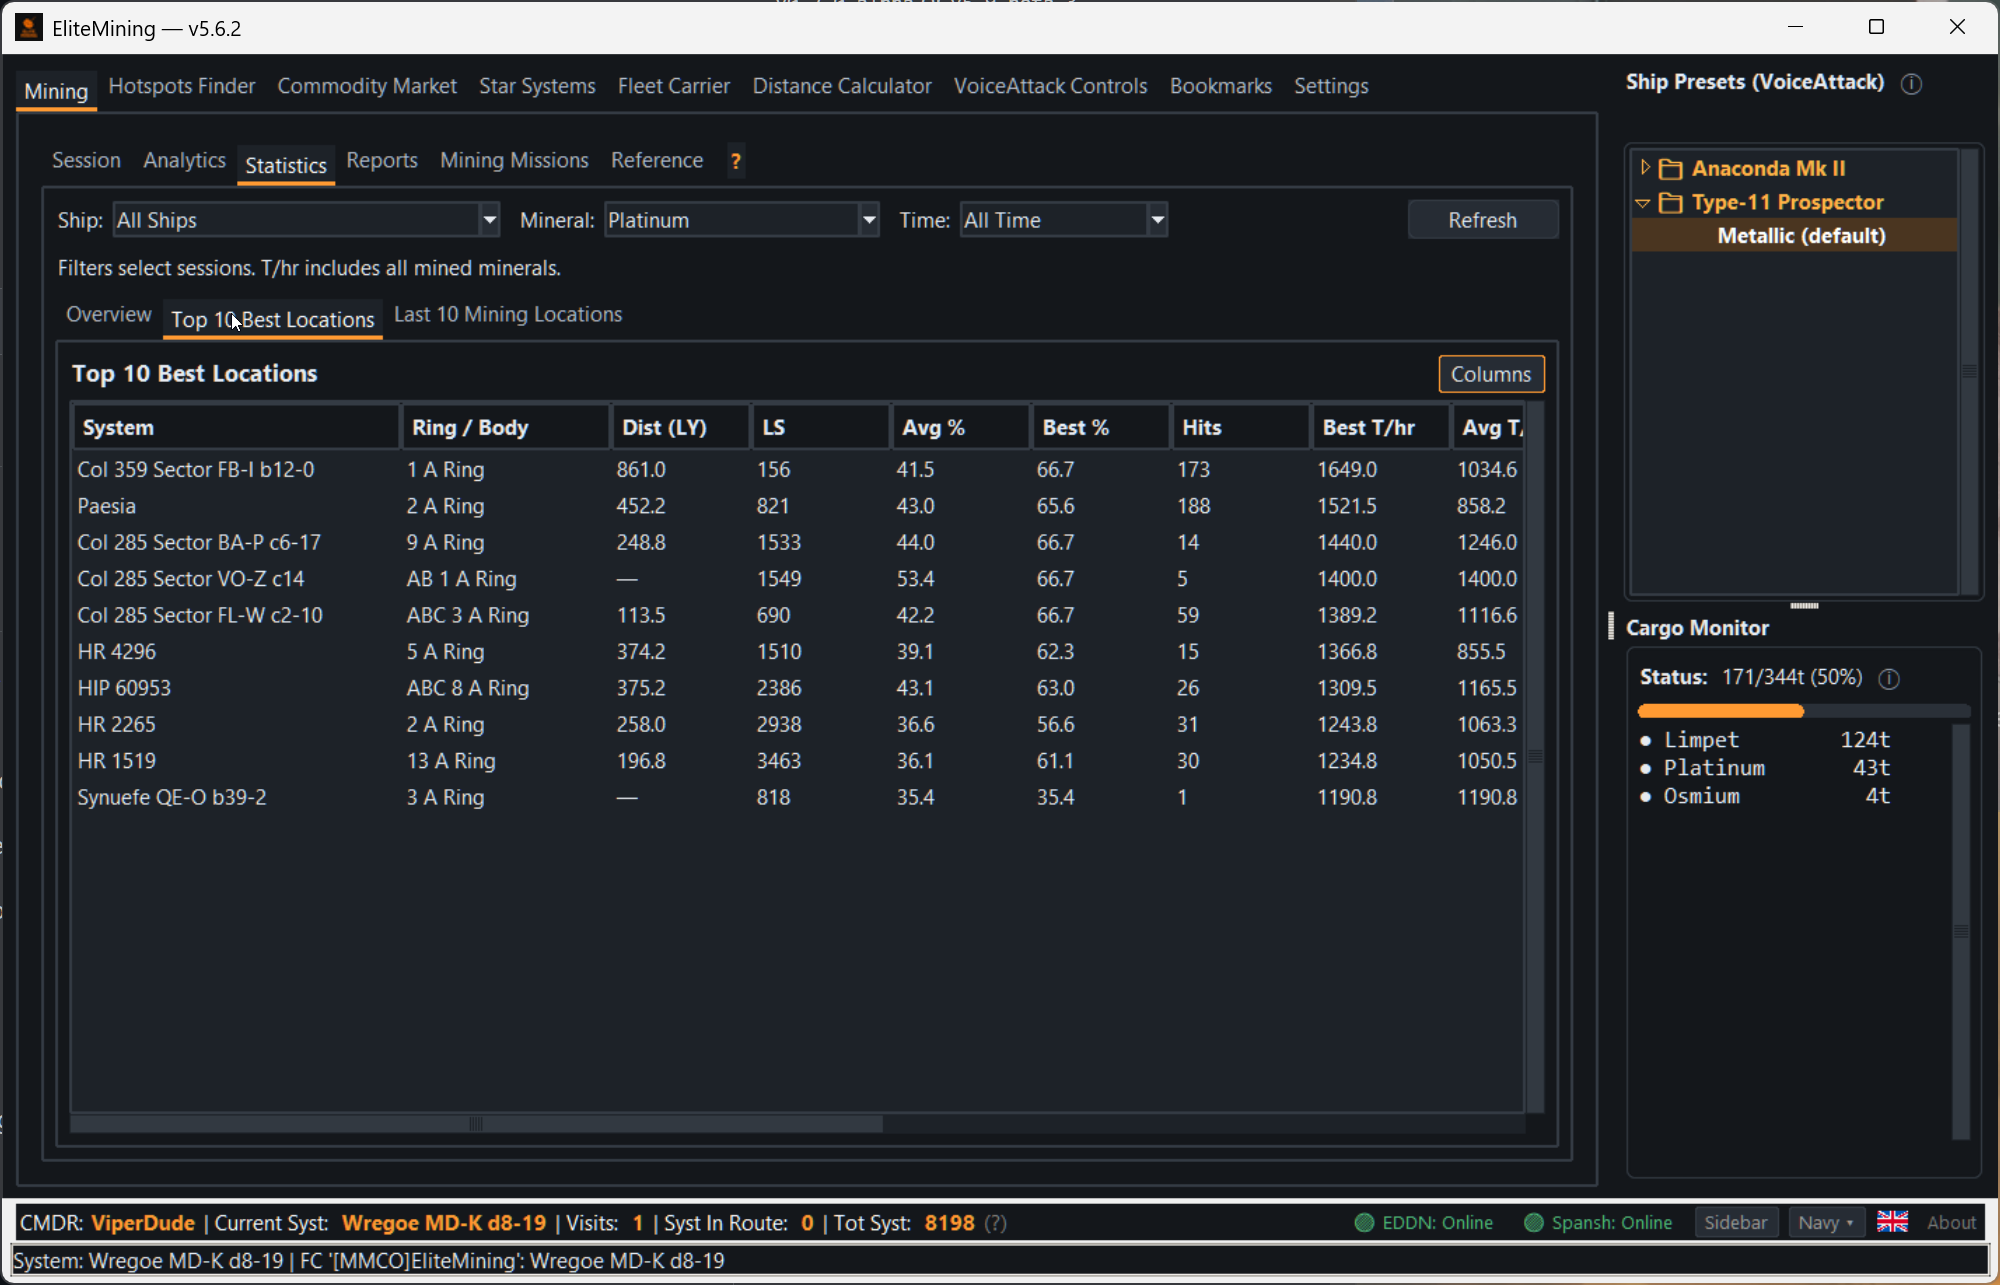 EliteMining — v5.6.2
Mining Hotspots Finder Commodity Market Star Systems Fleet Carrier Distance Calculator VoiceAttack Controls Bookmarks Settings
Session Analytics Statistics Reports Mining Missions Reference ?
Ship: All Ships Mineral: Platinum Time: All Time Refresh
Filters select sessions. T/hr includes all mined minerals.
Overview Top 10 Best Locations Last 10 Mining Locations
Top 10 Best Locations Columns
System Ring / Body Dist (LY) LS Avg % Best % Hits Best T/hr Avg T/
Col 359 Sector FB-I b12-0 1 A Ring 861.0 156 41.5 66.7 173 1649.0 1034.6
Paesia 2 A Ring 452.2 821 43.0 65.6 188 1521.5 858.2
Col 285 Sector BA-P c6-17 9 A Ring 248.8 1533 44.0 66.7 14 1440.0 1246.0
Col 285 Sector VO-Z c14 AB 1 A Ring — 1549 53.4 66.7 5 1400.0 1400.0
Col 285 Sector FL-W c2-10 ABC 3 A Ring 113.5 690 42.2 66.7 59 1389.2 1116.6
HR 4296 5 A Ring 374.2 1510 39.1 62.3 15 1366.8 855.5
HIP 60953 ABC 8 A Ring 375.2 2386 43.1 63.0 26 1309.5 1165.5
HR 2265 2 A Ring 258.0 2938 36.6 56.6 31 1243.8 1063.3
HR 1519 13 A Ring 196.8 3463 36.1 61.1 30 1234.8 1050.5
Synuefe QE-O b39-2 3 A Ring — 818 35.4 35.4 1 1190.8 1190.8
Ship Presets (VoiceAttack)
Anaconda Mk II
Type-11 Prospector
Metallic (default)
Cargo Monitor
Status: 171/344t (50%)
Limpet 124t
Platinum 43t
Osmium 4t
CMDR: ViperDude | Current Syst: Wregoe MD-K d8-19 | Visits: 1 | Syst In Route: 0 | Tot Syst: 8198 (?) EDDN: Online Spansh: Online Sidebar Navy About
System: Wregoe MD-K d8-19 | FC '[MMCO]EliteMining': Wregoe MD-K d8-19